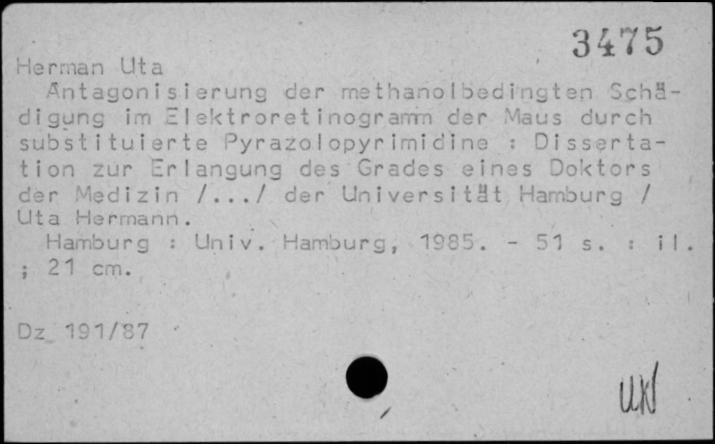 3475
Herman Uta
Antagonisierung der methanolbedingten Schä-
digung im Elektroretinogramm der Maus durch
substituierte Pyrazolopyrimidine : Disserta-
tion zur Erlangung des Grades eines Doktors
der Medizin /.../ der Universität Hamburg /
Uta Hermann.
Hamburg : Univ. Hamburg, 1985. - 51 s. : il.
; 21 cm.
Dz 191/87